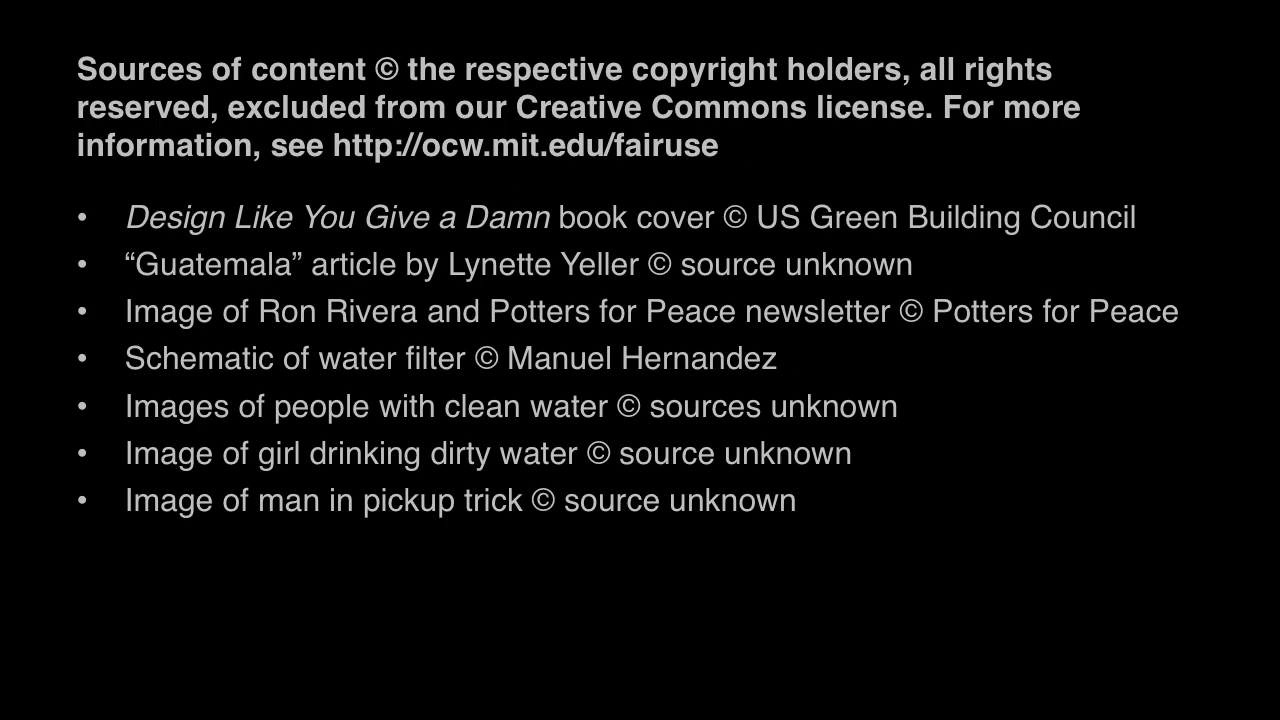 Sources of content © the respective copyright holders, all rights
reserved, excluded from our Creative Commons license. For more
information, see http://ocw.mit.edu/fairuse
• Design Like You Give a Damn book cover © US Green Building Council
• “Guatemala” article by Lynette Yeller © source unknown
• Image of Ron Rivera and Potters for Peace newsletter © Potters for Peace
• Schematic of water filter © Manuel Hernandez
• Images of people with clean water © sources unknown
• Image of girl drinking dirty water © source unknown
• Image of man in pickup trick © source unknown